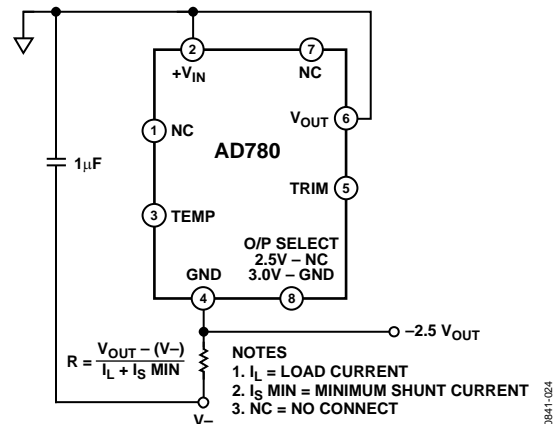 2
7
+VIN
NC
VOUT
6
1
NC
AD780
1μF
TRIM
5
3
TEMP
O/P SELECT
2.5V – NC
3.0V – GND
GND
4
8
–2.5 VOUT
R = VOUT – (V–)
IL + IS MIN
NOTES
1. IL = LOAD CURRENT
2. IS MIN = MINIMUM SHUNT CURRENT
3. NC = NO CONNECT
V–
0841-024